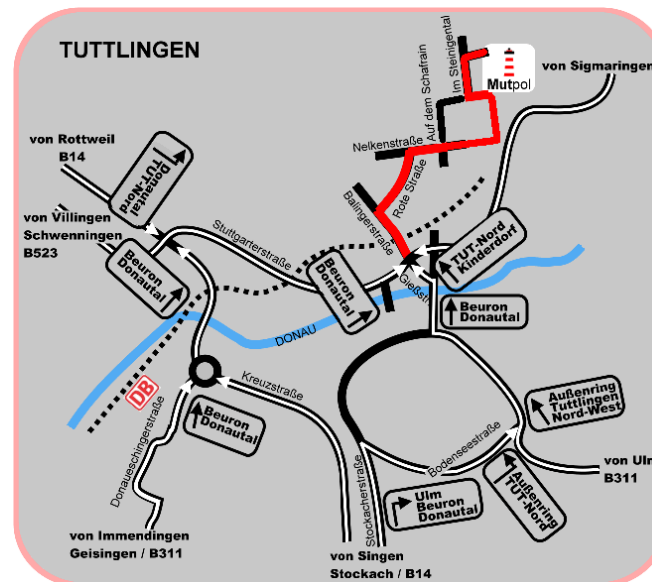 TUTTLINGEN
Im Steinigental
Mutpol
von Sigmaringen
Auf dem Schafrain
Nelkenstraße
von Rottweil
B14
Donautal
TUT-Nord
Rote Straße
Balingerstraße
von Villingen
Schwenningen
B523
Beuron
Donautal
Stuttgarterstraße
Beuron
Donautal
Gießstr
TUT-Nord
Kinderdorf
Beuron
Donautal
DONAU
DB
Kreuzstraße
Beuron
Donautal
Donaueschingerstraße
Außenring
Tuttlingen
Nord-West
Bodenseestraße
von Ulm
B311
Außenring
TUT-Nord
Ulm
Beuron
Donautal
Stockacherstraße
von Immendingen
Geisingen / B311
von Singen
Stockach / B14